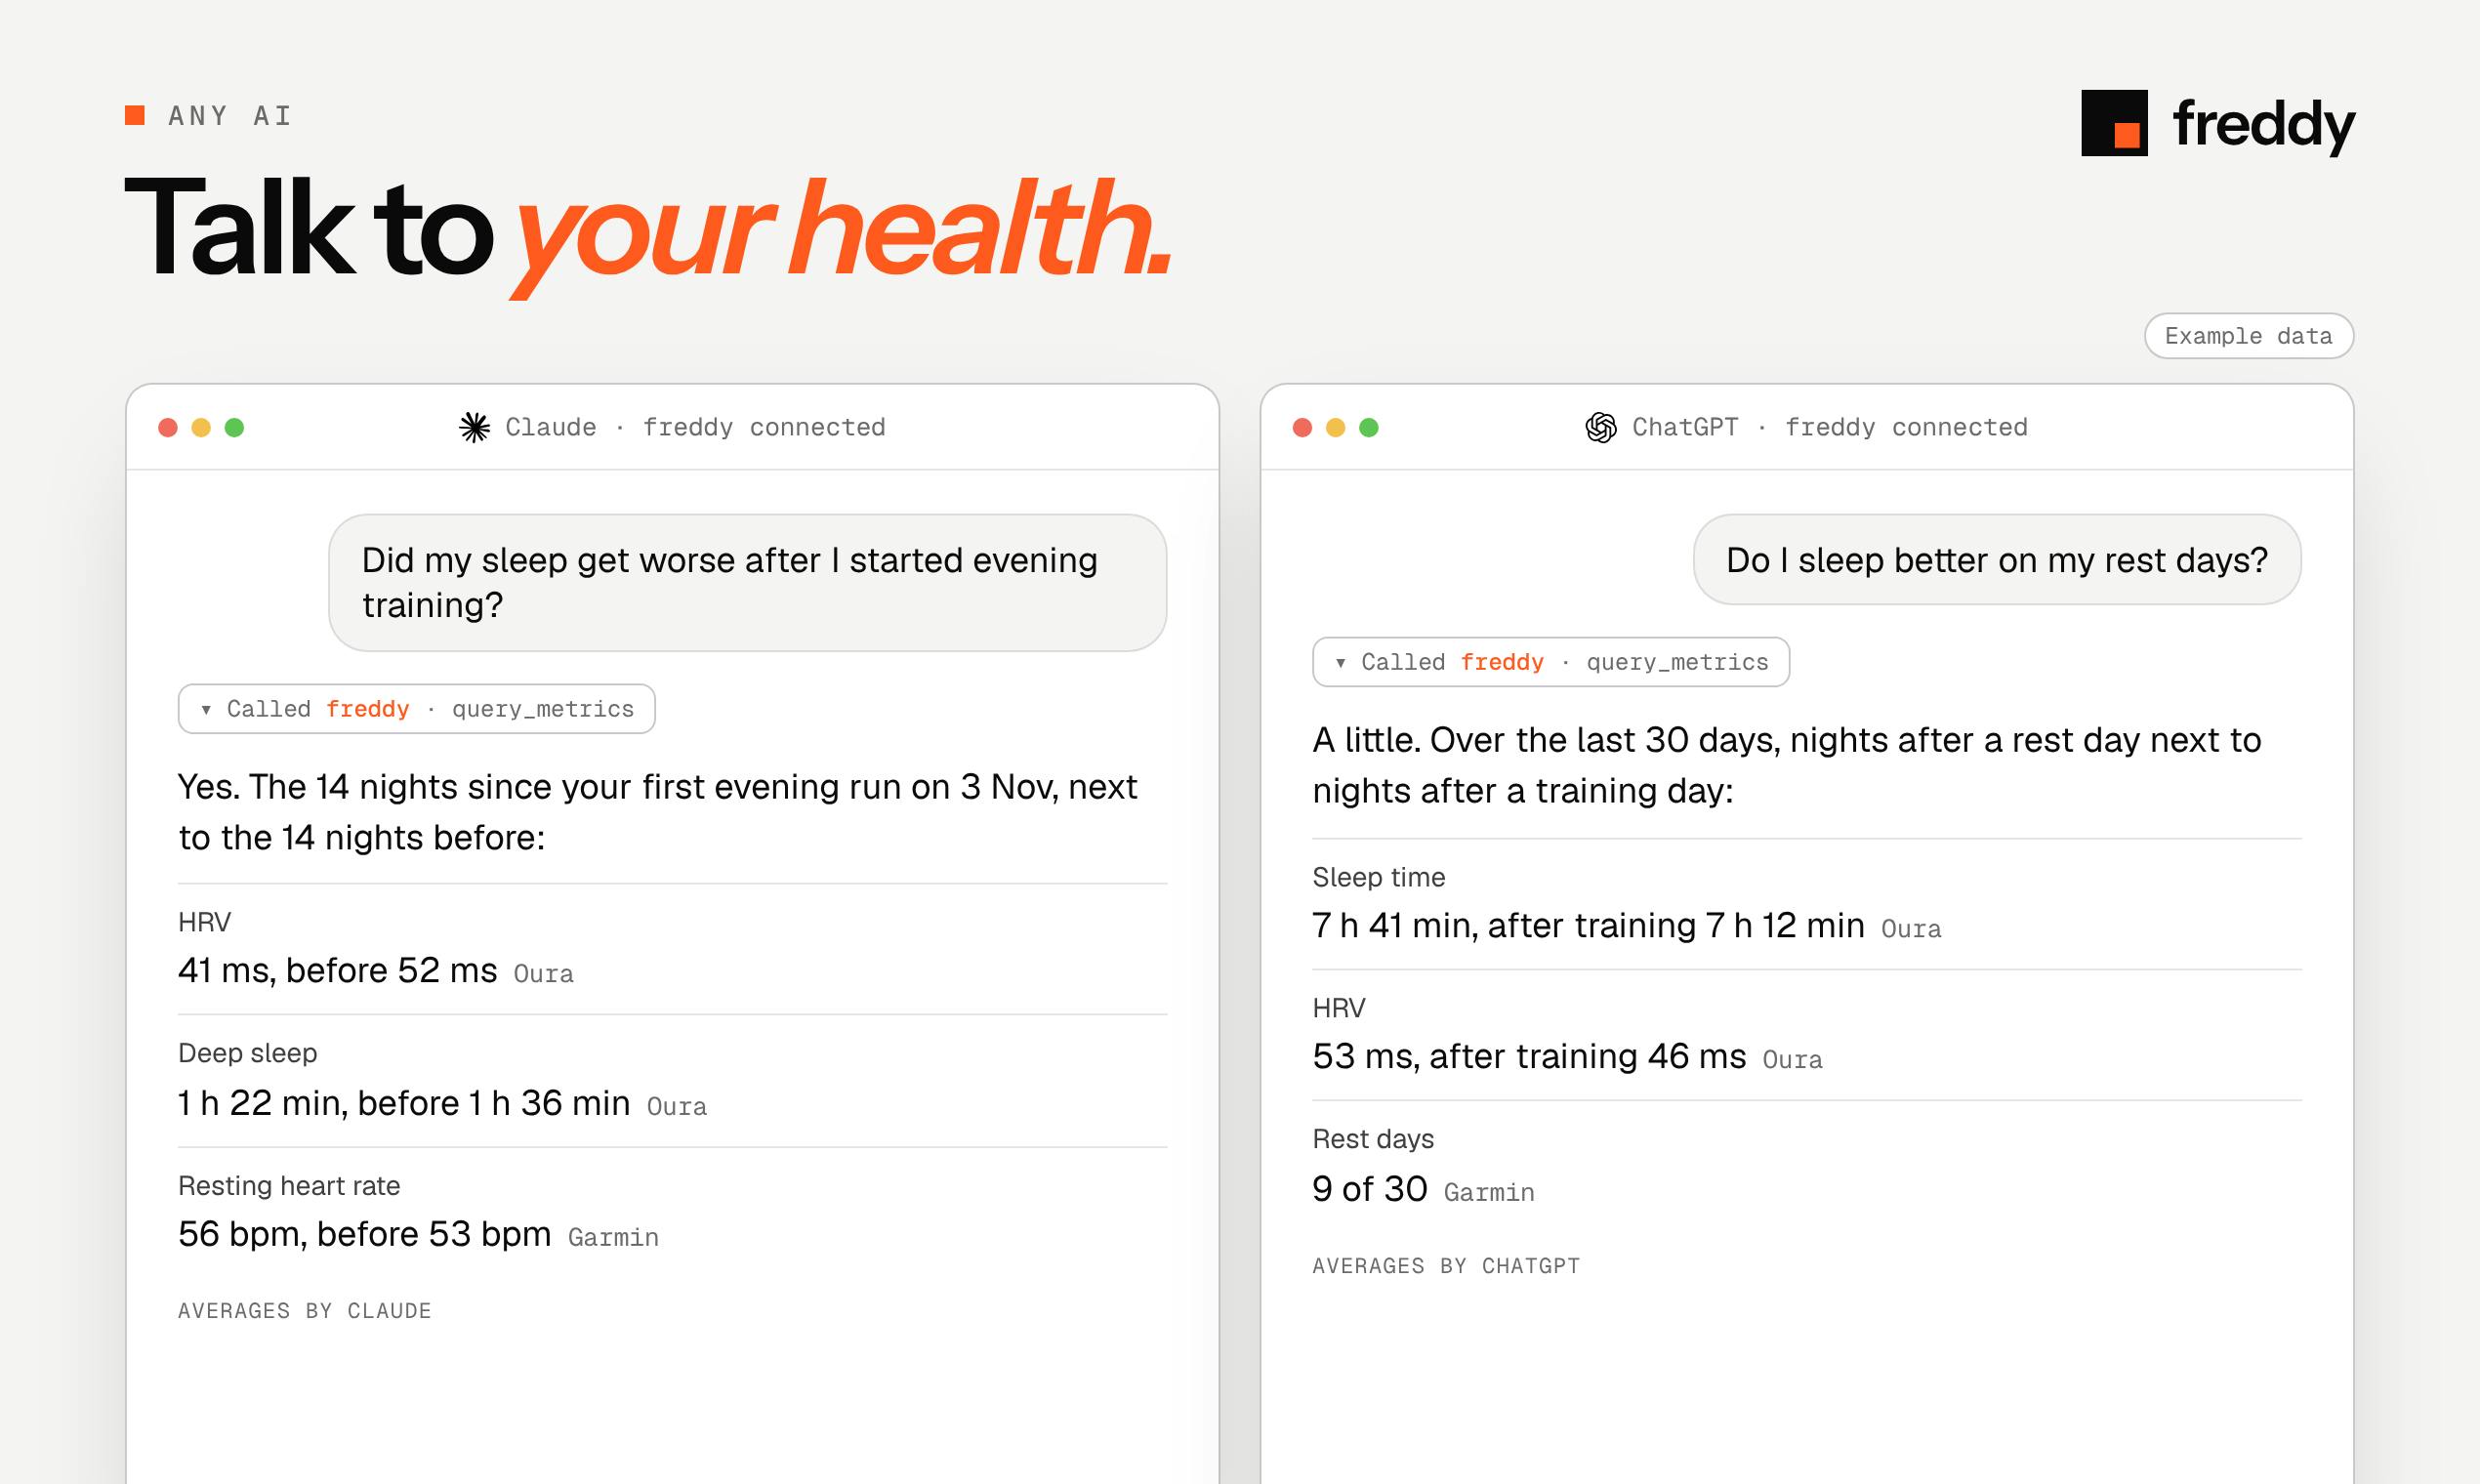 ANY AI
freddy
Talk to your health.
Example data
Claude · freddy connected
Did my sleep get worse after I started evening
training?
▾ Called freddy · query_metrics
Yes. The 14 nights since your first evening run on 3 Nov, next
to the 14 nights before:
HRV
41 ms, before 52 ms Oura
Deep sleep
1 h 22 min, before 1 h 36 min Oura
Resting heart rate
56 bpm, before 53 bpm Garmin
AVERAGES BY CLAUDE
ChatGPT · freddy connected
Do I sleep better on my rest days?
▾ Called freddy · query_metrics
A little. Over the last 30 days, nights after a rest day next to
nights after a training day:
Sleep time
7 h 41 min, after training 7 h 12 min Oura
HRV
53 ms, after training 46 ms Oura
Rest days
9 of 30 Garmin
AVERAGES BY CHATGPT